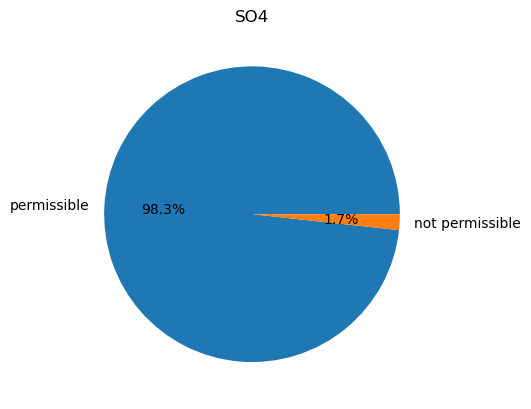 SO4
permissible
98.3%
1.7%
not permissible